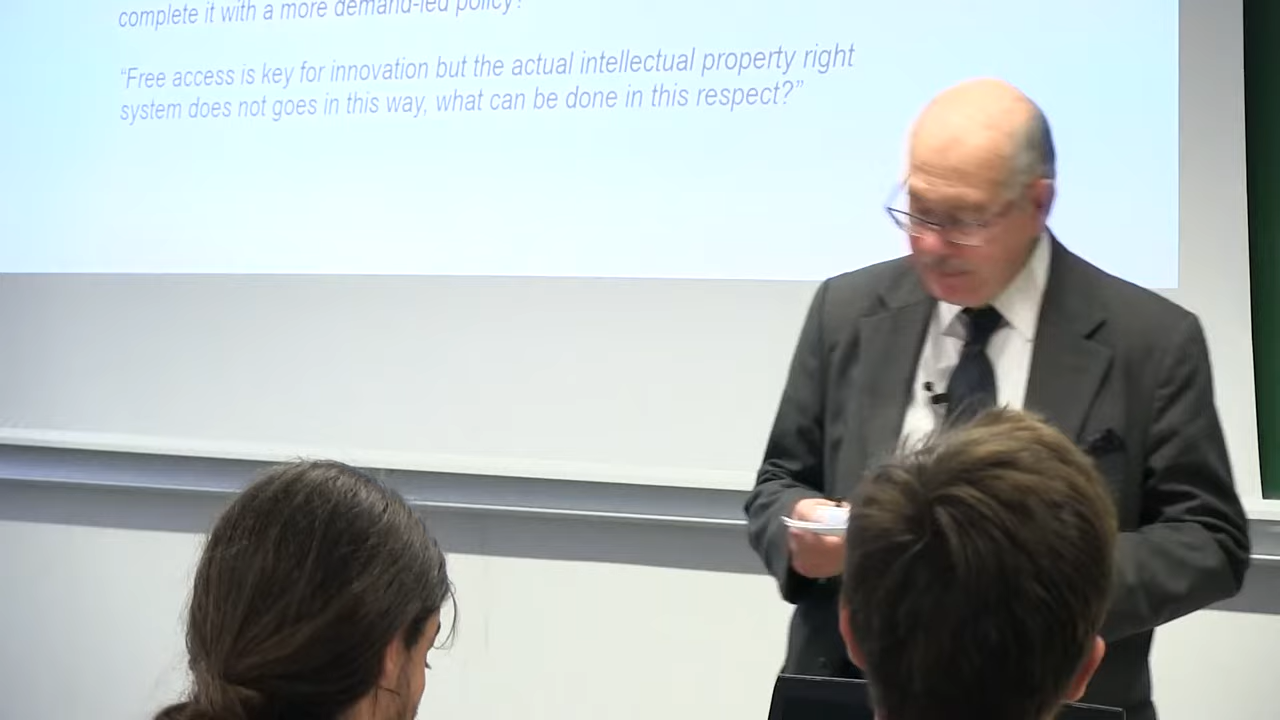 complete it with a more demand-led policy?
“Free access is key for innovation but the actual intellectual property right
system does not goes in this way, what can be done in this respect?”